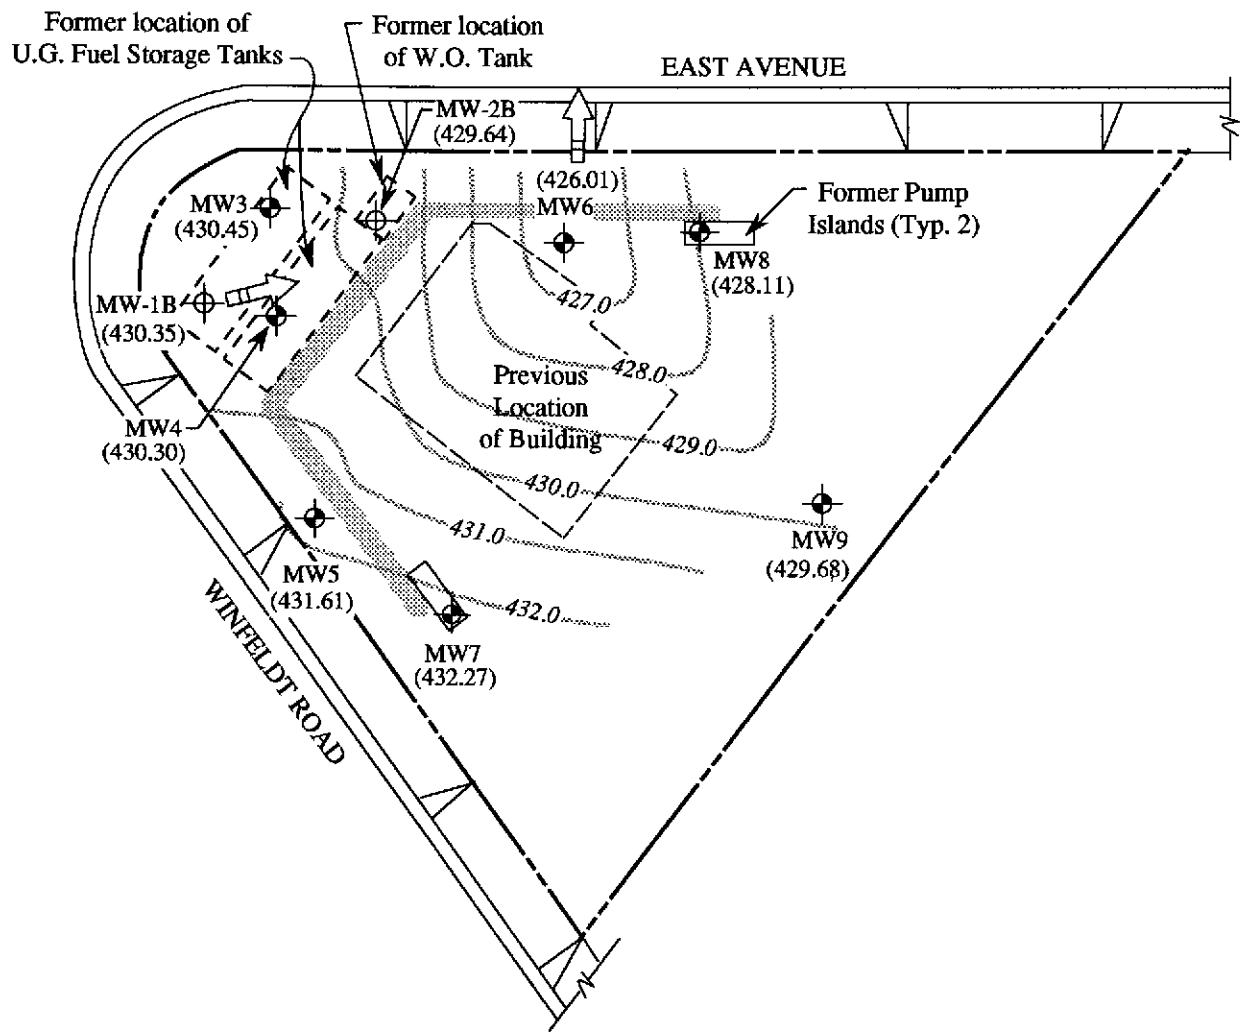 Former location of
U.G. Fuel Storage Tanks
Former location
of W.O. Tank
EAST AVENUE
MW-2B
(429.64)
MW3
(430.45)
(426.01)
MW6
Former Pump
Islands (Typ. 2)
MW8
(428.11)
MW-1B
(430.35)
427.0
428.0
Previous
Location
of Building
MW4
(430.30)
429.0
430.0
431.0
MW9
(429.68)
MW5
(431.61)
432.0
MW7
(432.27)
WINFELDT ROAD